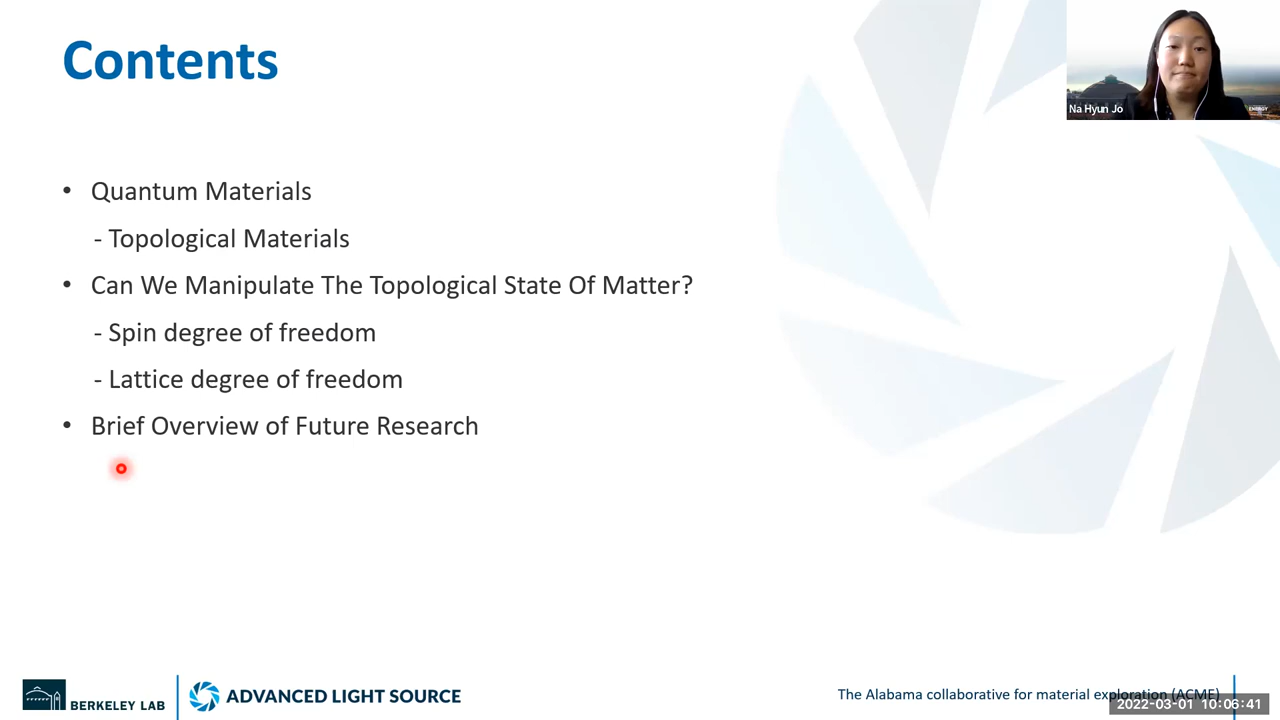 Contents
Na Hyun Jo
ENERGY
• Quantum Materials
- Topological Materials
• Can We Manipulate The Topological State Of Matter?
- Spin degree of freedom
- Lattice degree of freedom
• Brief Overview of Future Research
BERKELEY LAB
ADVANCED LIGHT SOURCE
The Alabama collaborative for material exploration (ACME)
2022-03-01 10:06:41